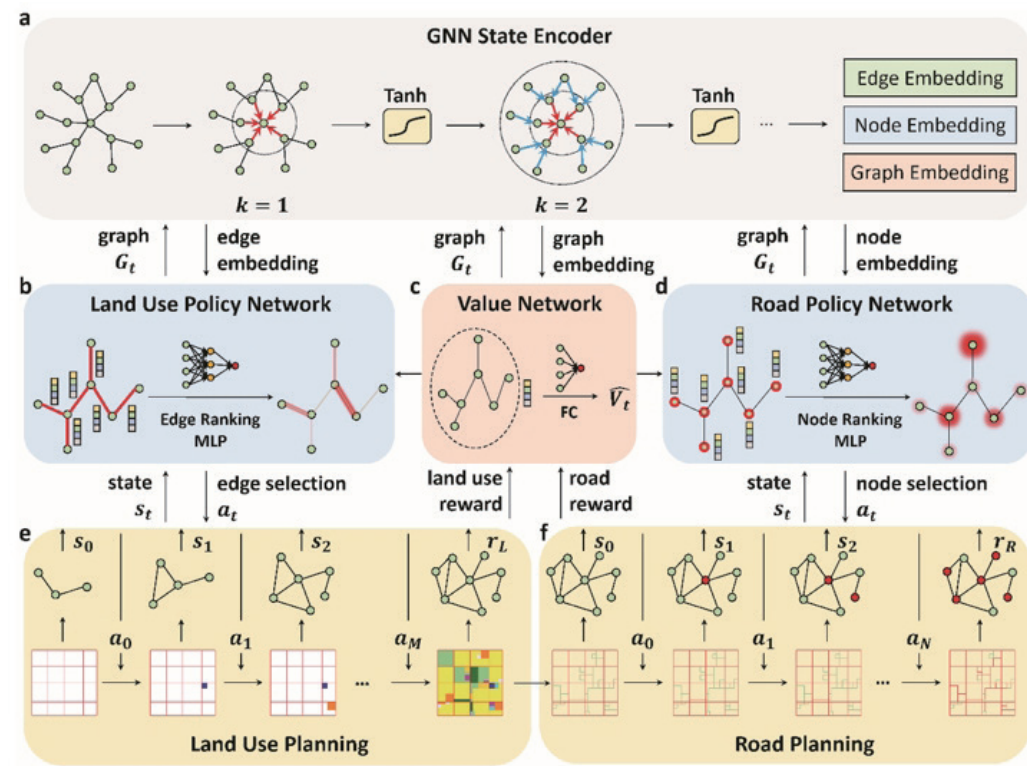 a
GNN State Encoder
Tanh
Tanh
...
Edge Embedding
Node Embedding
Graph Embedding
k = 1
k = 2
graph
G_t
edge
embedding
graph
G_t
graph
embedding
graph
G_t
node
embedding
b
Land Use Policy Network
Edge Ranking
MLP
c
Value Network
FC
\widehat{V_t}
d
Road Policy Network
Node Ranking
MLP
state
s_t
edge selection
a_t
land use
reward
road
reward
state
s_t
node selection
a_t
e
s_0
s_1
s_2
r_L
a_0
a_1
a_M
...
Land Use Planning
f
s_0
s_1
s_2
r_R
a_0
a_1
a_N
...
Road Planning